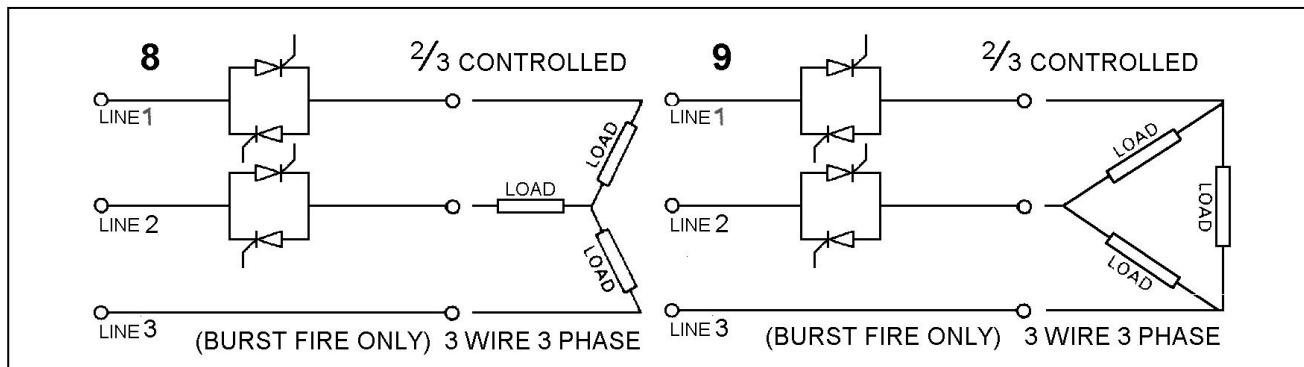 8
2/3 CONTROLLED
LINE 1
LOAD
LOAD
LINE 2
LOAD
LINE 3
(BURST FIRE ONLY) 3 WIRE 3 PHASE
9
2/3 CONTROLLED
LINE 1
LOAD
LOAD
LINE 2
LOAD
LINE 3
(BURST FIRE ONLY) 3 WIRE 3 PHASE